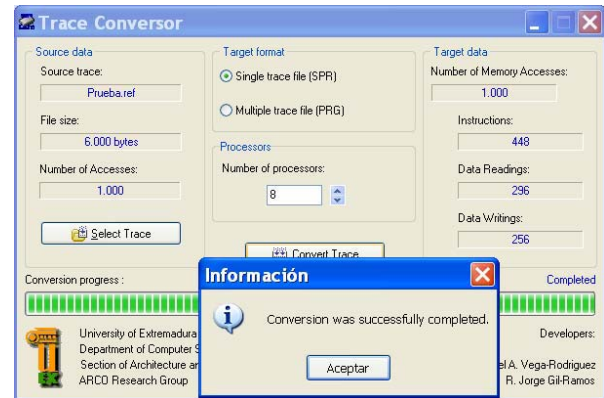 Trace Conversor
Source data
Source trace:
Prueba.ref
File size:
6.000 bytes
Number of Accesses:
1.000
Select Trace
Target format
Single trace file (SPR)
Multiple trace file (PRG)
Processors
Number of processors:
8
Convert Trace
Target data
Number of Memory Accesses:
1.000
Instructions:
448
Data Readings:
296
Data Writings:
256
Conversion progress :
Completed
Información
Conversion was successfully completed.
Aceptar
University of Extremadura
Department of Computer
Section of Architecture
ARCO Research Group
Developers:
A. Vega-Rodriguez
R. Jorge Gil-Ramos